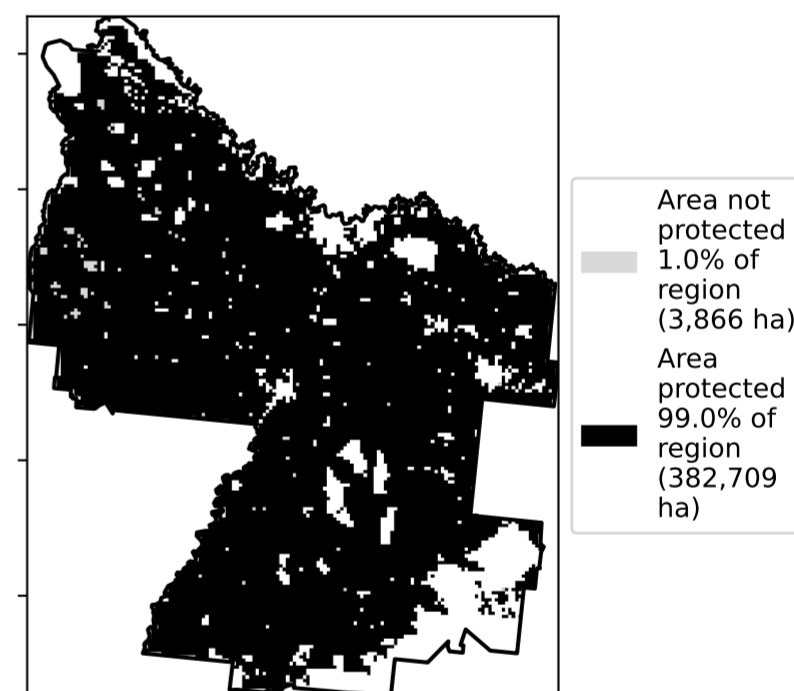 Area not
protected
1.0% of
region
(3,866 ha)
Area
protected
99.0% of
region
(382,709
ha)